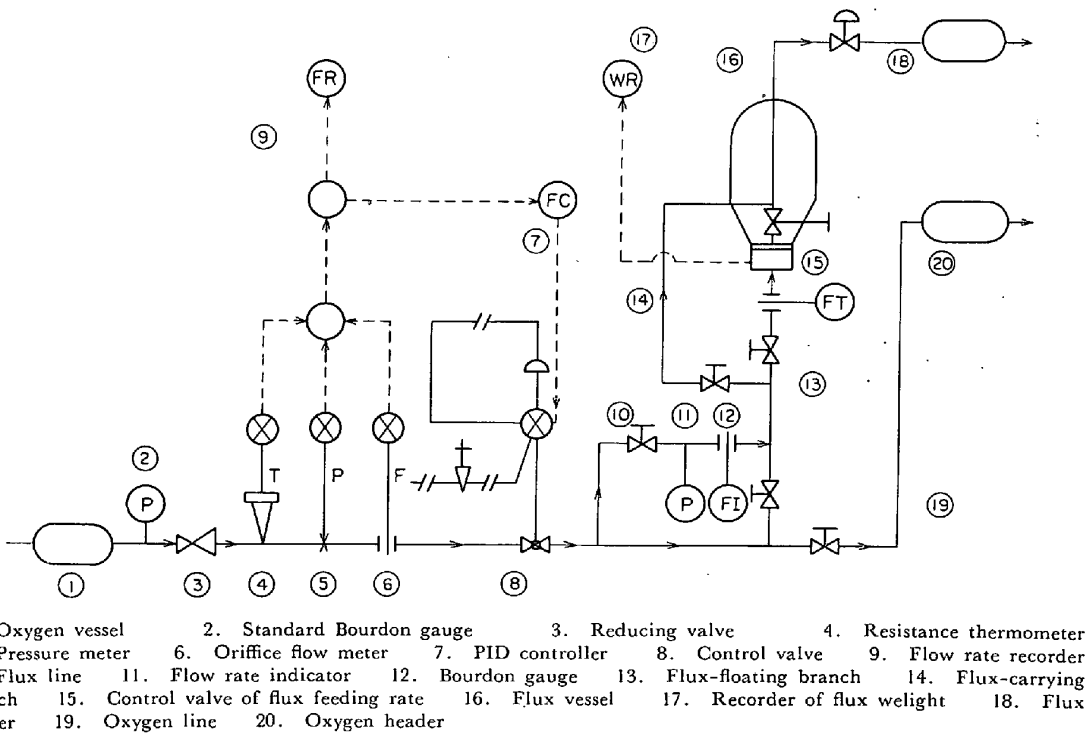 17
16
18
FR
WR
9
FC
7
20
15
14
FT
13
10
11
12
2
T
P
F
P
P
FI
19
1
3
4
5
6
8
Oxygen vessel 2. Standard Bourdon gauge 3. Reducing valve 4. Resistance thermometer
Pressure meter 6. Oriffice flow meter 7. PID controller 8. Control valve 9. Flow rate recorder
Flux line 11. Flow rate indicator 12. Bourdon gauge 13. Flux-floating branch 14. Flux-carrying
ch 15. Control valve of flux feeding rate 16. Flux vessel 17. Recorder of flux welight 18. Flux
er 19. Oxygen line 20. Oxygen header